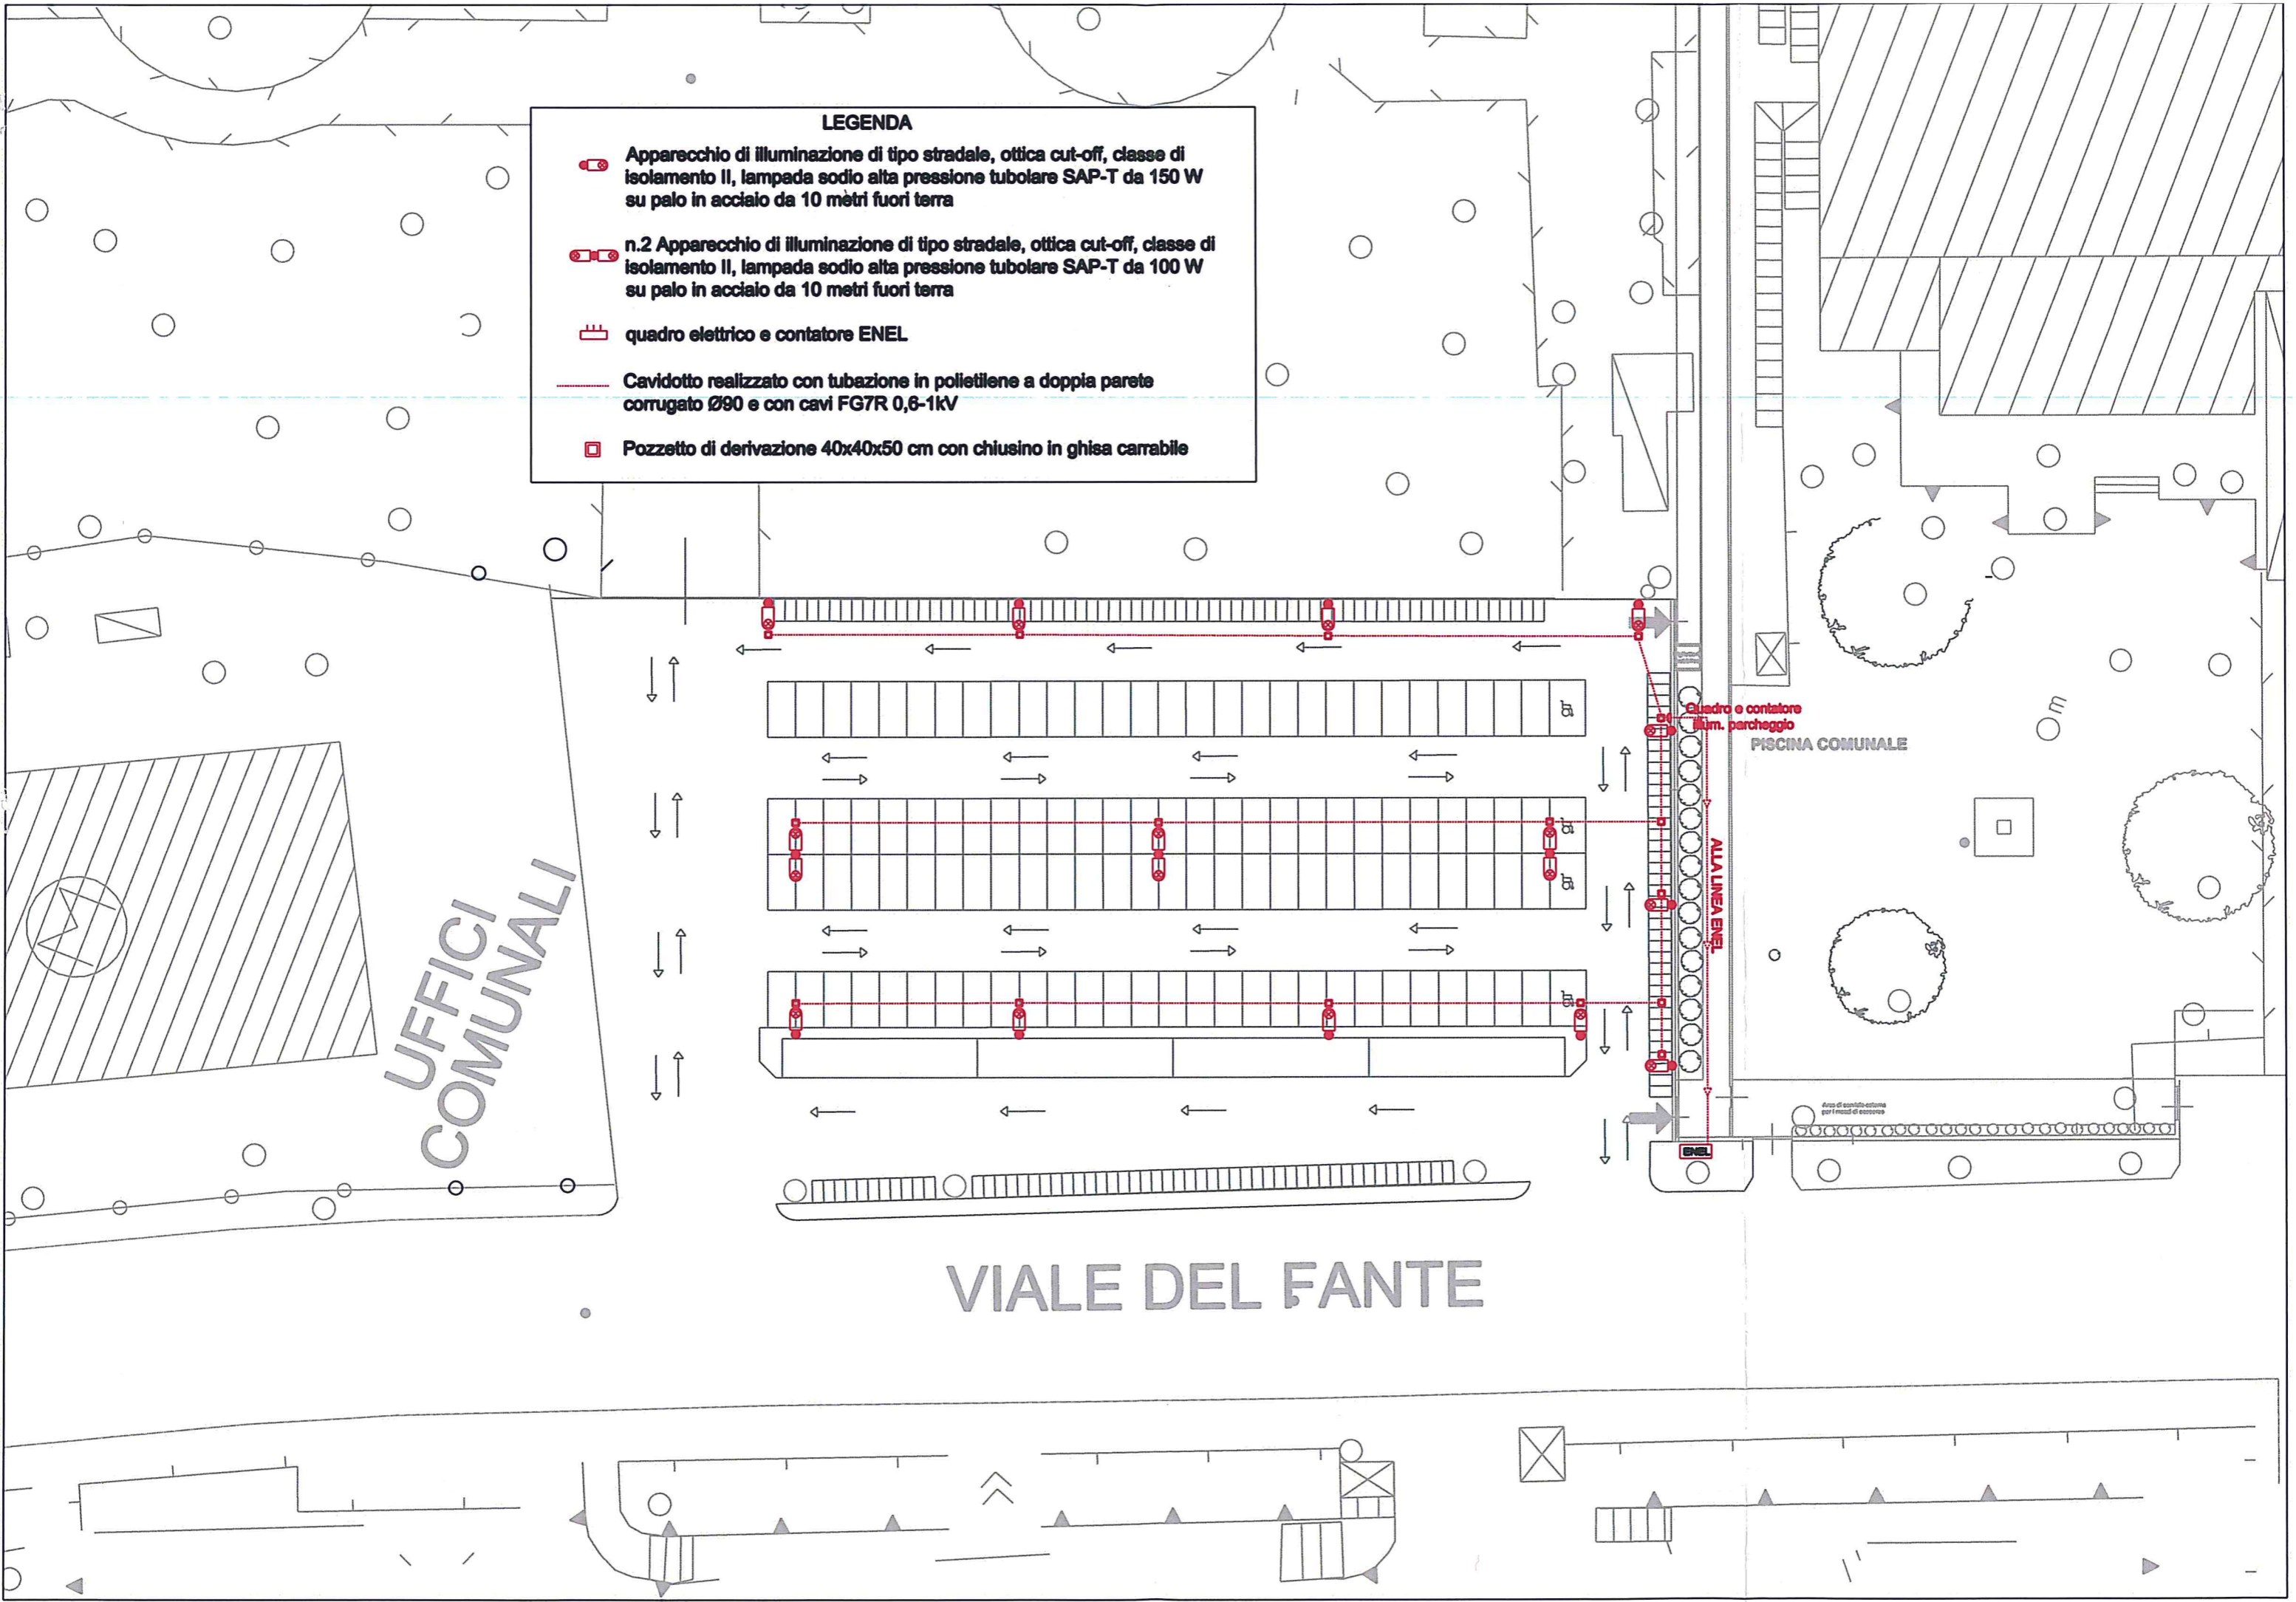 LEGENDA
Apparecchio di illuminazione di tipo stradale, ottica cut-off, classe di
isolamento II, lampada sodio alta pressione tubolare SAP-T da 150 W
su palo in acciaio da 10 metri fuori terra
n.2 Apparecchio di illuminazione di tipo stradale, ottica cut-off, classe di
isolamento II, lampada sodio alta pressione tubolare SAP-T da 100 W
su palo in acciaio da 10 metri fuori terra
quadro elettrico e contatore ENEL
Cavidotto realizzato con tubazione in polietilene a doppia parete
corrugato Ø90 e con cavi FG7R 0,6-1kV
Pozzetto di derivazione 40x40x50 cm con chiusino in ghisa carrabile
Quadro e contatore
illum. parcheggio
PISCINA COMUNALE
m
ALLA LINEA ENEL
UFFICI
COMUNALI
ENEL
VIALE DEL FANTE